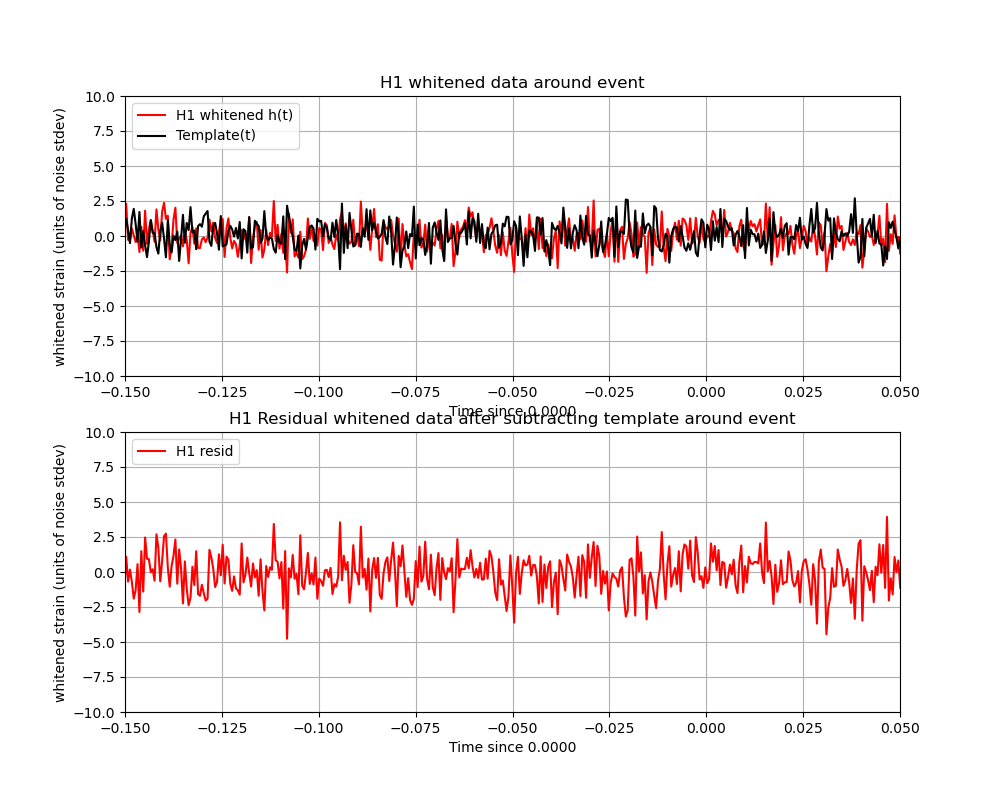 H1 whitened data around event
10.0
7.5
5.0
2.5
0.0
−2.5
−5.0
−7.5
−10.0
whitened strain (units of noise stdev)
H1 whitened h(t)
Template(t)
−0.150 −0.125 −0.100 −0.075 −0.050 −0.025 0.000 0.025 0.050
Time since 0.0000
H1 Residual whitened data after subtracting template around event
10.0
7.5
5.0
2.5
0.0
−2.5
−5.0
−7.5
−10.0
whitened strain (units of noise stdev)
H1 resid
−0.150 −0.125 −0.100 −0.075 −0.050 −0.025 0.000 0.025 0.050
Time since 0.0000